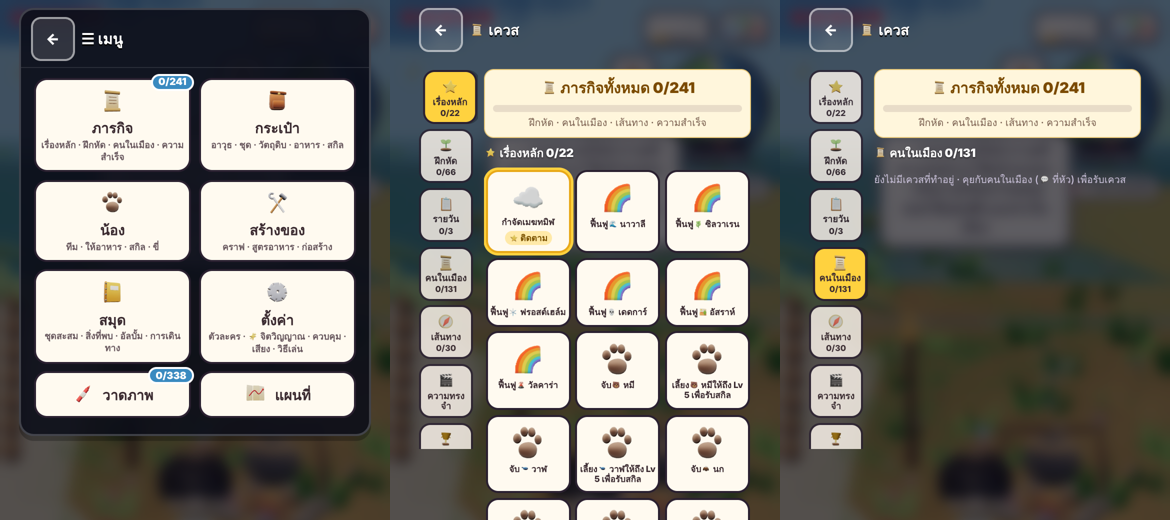 ← ☰ เมนู
0/241
ภารกิจ
เรื่องหลัก · ฝึกหัด · คนในเมือง · ความ
สำเร็จ
กระเป๋า
อาวุธ · ชุด · วัตถุดิบ · อาหาร · สกิล
น้อง
ทีม · ให้อาหาร · สกิล · ขี่
สร้างของ
คราฟ · สูตรอาหาร · ก่อสร้าง
สมุด
ชุดสะสม · สิ่งที่พบ · อัลบั้ม · การเดิน
ทาง
ตั้งค่า
ตัวละคร · จิตวิญญาณ · ควบคุม ·
เสียง · วิธีเล่น
0/338
วาดภาพ
แผนที่
← เควส
เรื่องหลัก
0/22
ฝึกหัด
0/66
รายวัน
0/3
คนในเมือง
0/131
เส้นทาง
0/30
ความทรง
จำ
ภารกิจทั้งหมด 0/241
ฝึกหัด · คนในเมือง · เส้นทาง · ความสำเร็จ
เรื่องหลัก 0/22
กำจัดเมฆทมิฬ
ติดตาม
ฟื้นฟู นาวาลี
ฟื้นฟู ซิลวาเรน
ฟื้นฟู ฟรอสต์เฮล์ม
ฟื้นฟู เดดการ์
ฟื้นฟู อัสราห์
ฟื้นฟู วัลคาร่า
จับ หมี
เลี้ยง หมีให้ถึง Lv
5 เพื่อรับสกิล
จับ วาฬ
เลี้ยง วาฬให้ถึง Lv
5 เพื่อรับสกิล
จับ นก
← เควส
เรื่องหลัก
0/22
ฝึกหัด
0/66
รายวัน
0/3
คนในเมือง
0/131
เส้นทาง
0/30
ความทรง
จำ
ภารกิจทั้งหมด 0/241
ฝึกหัด · คนในเมือง · เส้นทาง · ความสำเร็จ
คนในเมือง 0/131
ยังไม่มีเควสที่ทำอยู่ · คุยกับคนในเมือง ( ที่หัว) เพื่อรับเควส